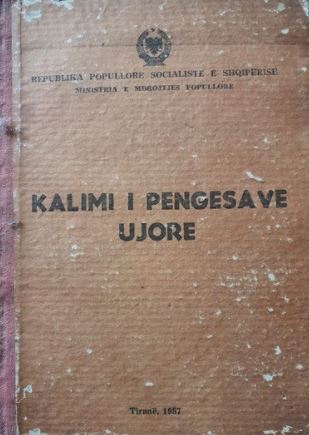 REPUBLIKA POPULLORE SOCIALISTE E SHQIPERISE
MINISTRIA E MBROJTJES POPULLORE
KALIMI I PENGESAVE
UJORE
Tiranë, 1987